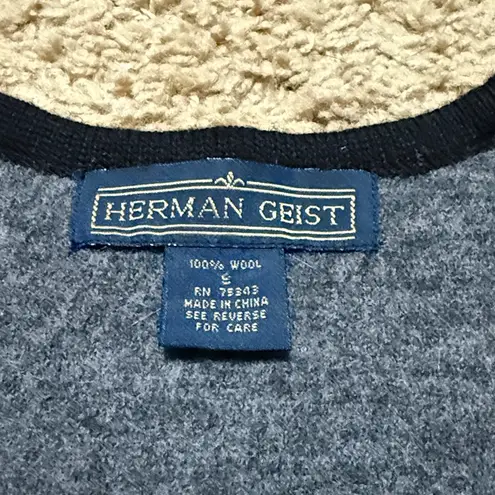 HERMAN GEIST
100% WOOL
S
RN 75343
MADE IN CHINA
SEE REVERSE
FOR CARE